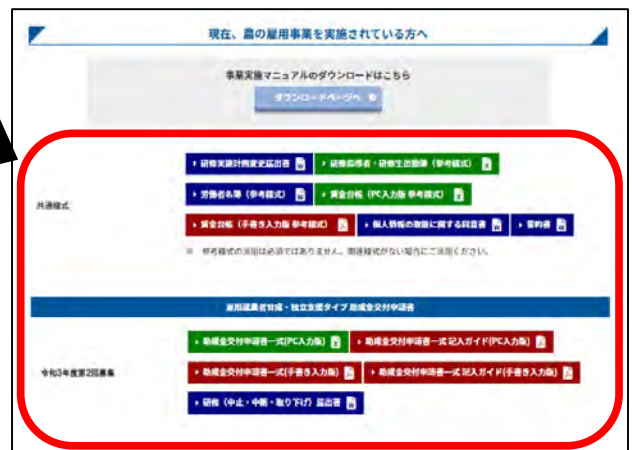 現在、農の雇用事業を実施されている方へ
事業実施マニュアルのダウンロードはこちら
ダウンロードページへ
研修実施計画変更届出書 研修指導者・研修生出勤簿（参考様式）
共通様式
労働者名簿（参考様式） 賃金台帳（PC入力版 参考様式）
賃金台帳（手書き入力版 参考様式） 個人情報の取扱に関する同意書 誓約書
※ 参考様式の活用は必須ではありません。関連様式がない場合にご活用ください。
雇用就農者育成・独立支援タイプ 助成金交付申請書
助成金交付申請書一式(PC入力版) 助成金交付申請書一式 記入ガイド(PC入力版)
令和3年度第2回募集
助成金交付申請書一式(手書き入力版) 助成金交付申請書一式 記入ガイド(手書き入力版)
研修（中止・中断・取り下げ）届出書